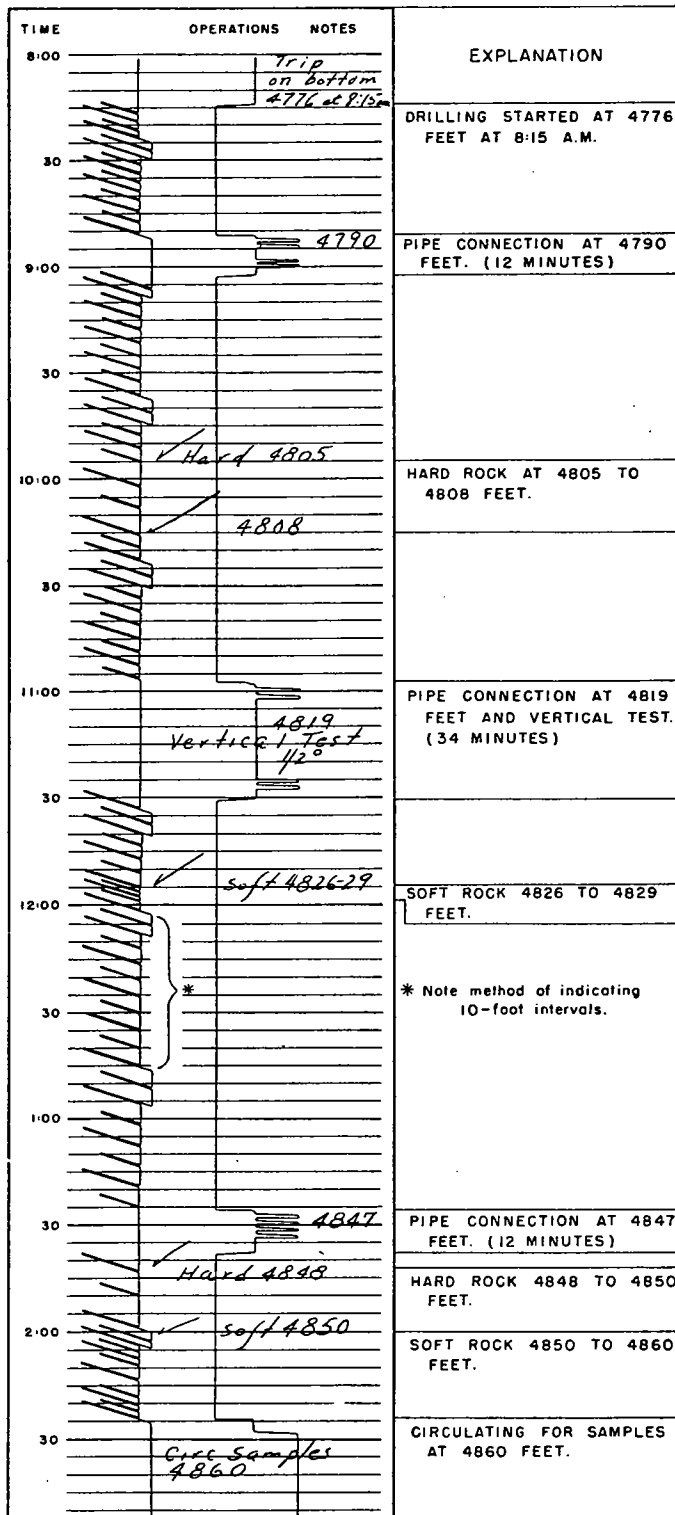 TIME OPERATIONS NOTES
EXPLANATION
8:00
Trip
on bottom
4776 at 8:15 am
DRILLING STARTED AT 4776
FEET AT 8:15 A.M.
30
4790
PIPE CONNECTION AT 4790
FEET. (12 MINUTES)
9:00
30
Hard 4805
HARD ROCK AT 4805 TO
4808 FEET.
10:00
4808
30
11:00
PIPE CONNECTION AT 4819
FEET AND VERTICAL TEST.
(34 MINUTES)
4819
Vertical Test
1/2°
30
Soft 4826-29
SOFT ROCK 4826 TO 4829
FEET.
12:00
*
* Note method of indicating
10-foot intervals.
30
1:00
30
4847
PIPE CONNECTION AT 4847
FEET. (12 MINUTES)
Hard 4848
HARD ROCK 4848 TO 4850
FEET.
2:00
Soft 4850
SOFT ROCK 4850 TO 4860
FEET.
30
Circ Samples
4860
CIRCULATING FOR SAMPLES
AT 4860 FEET.